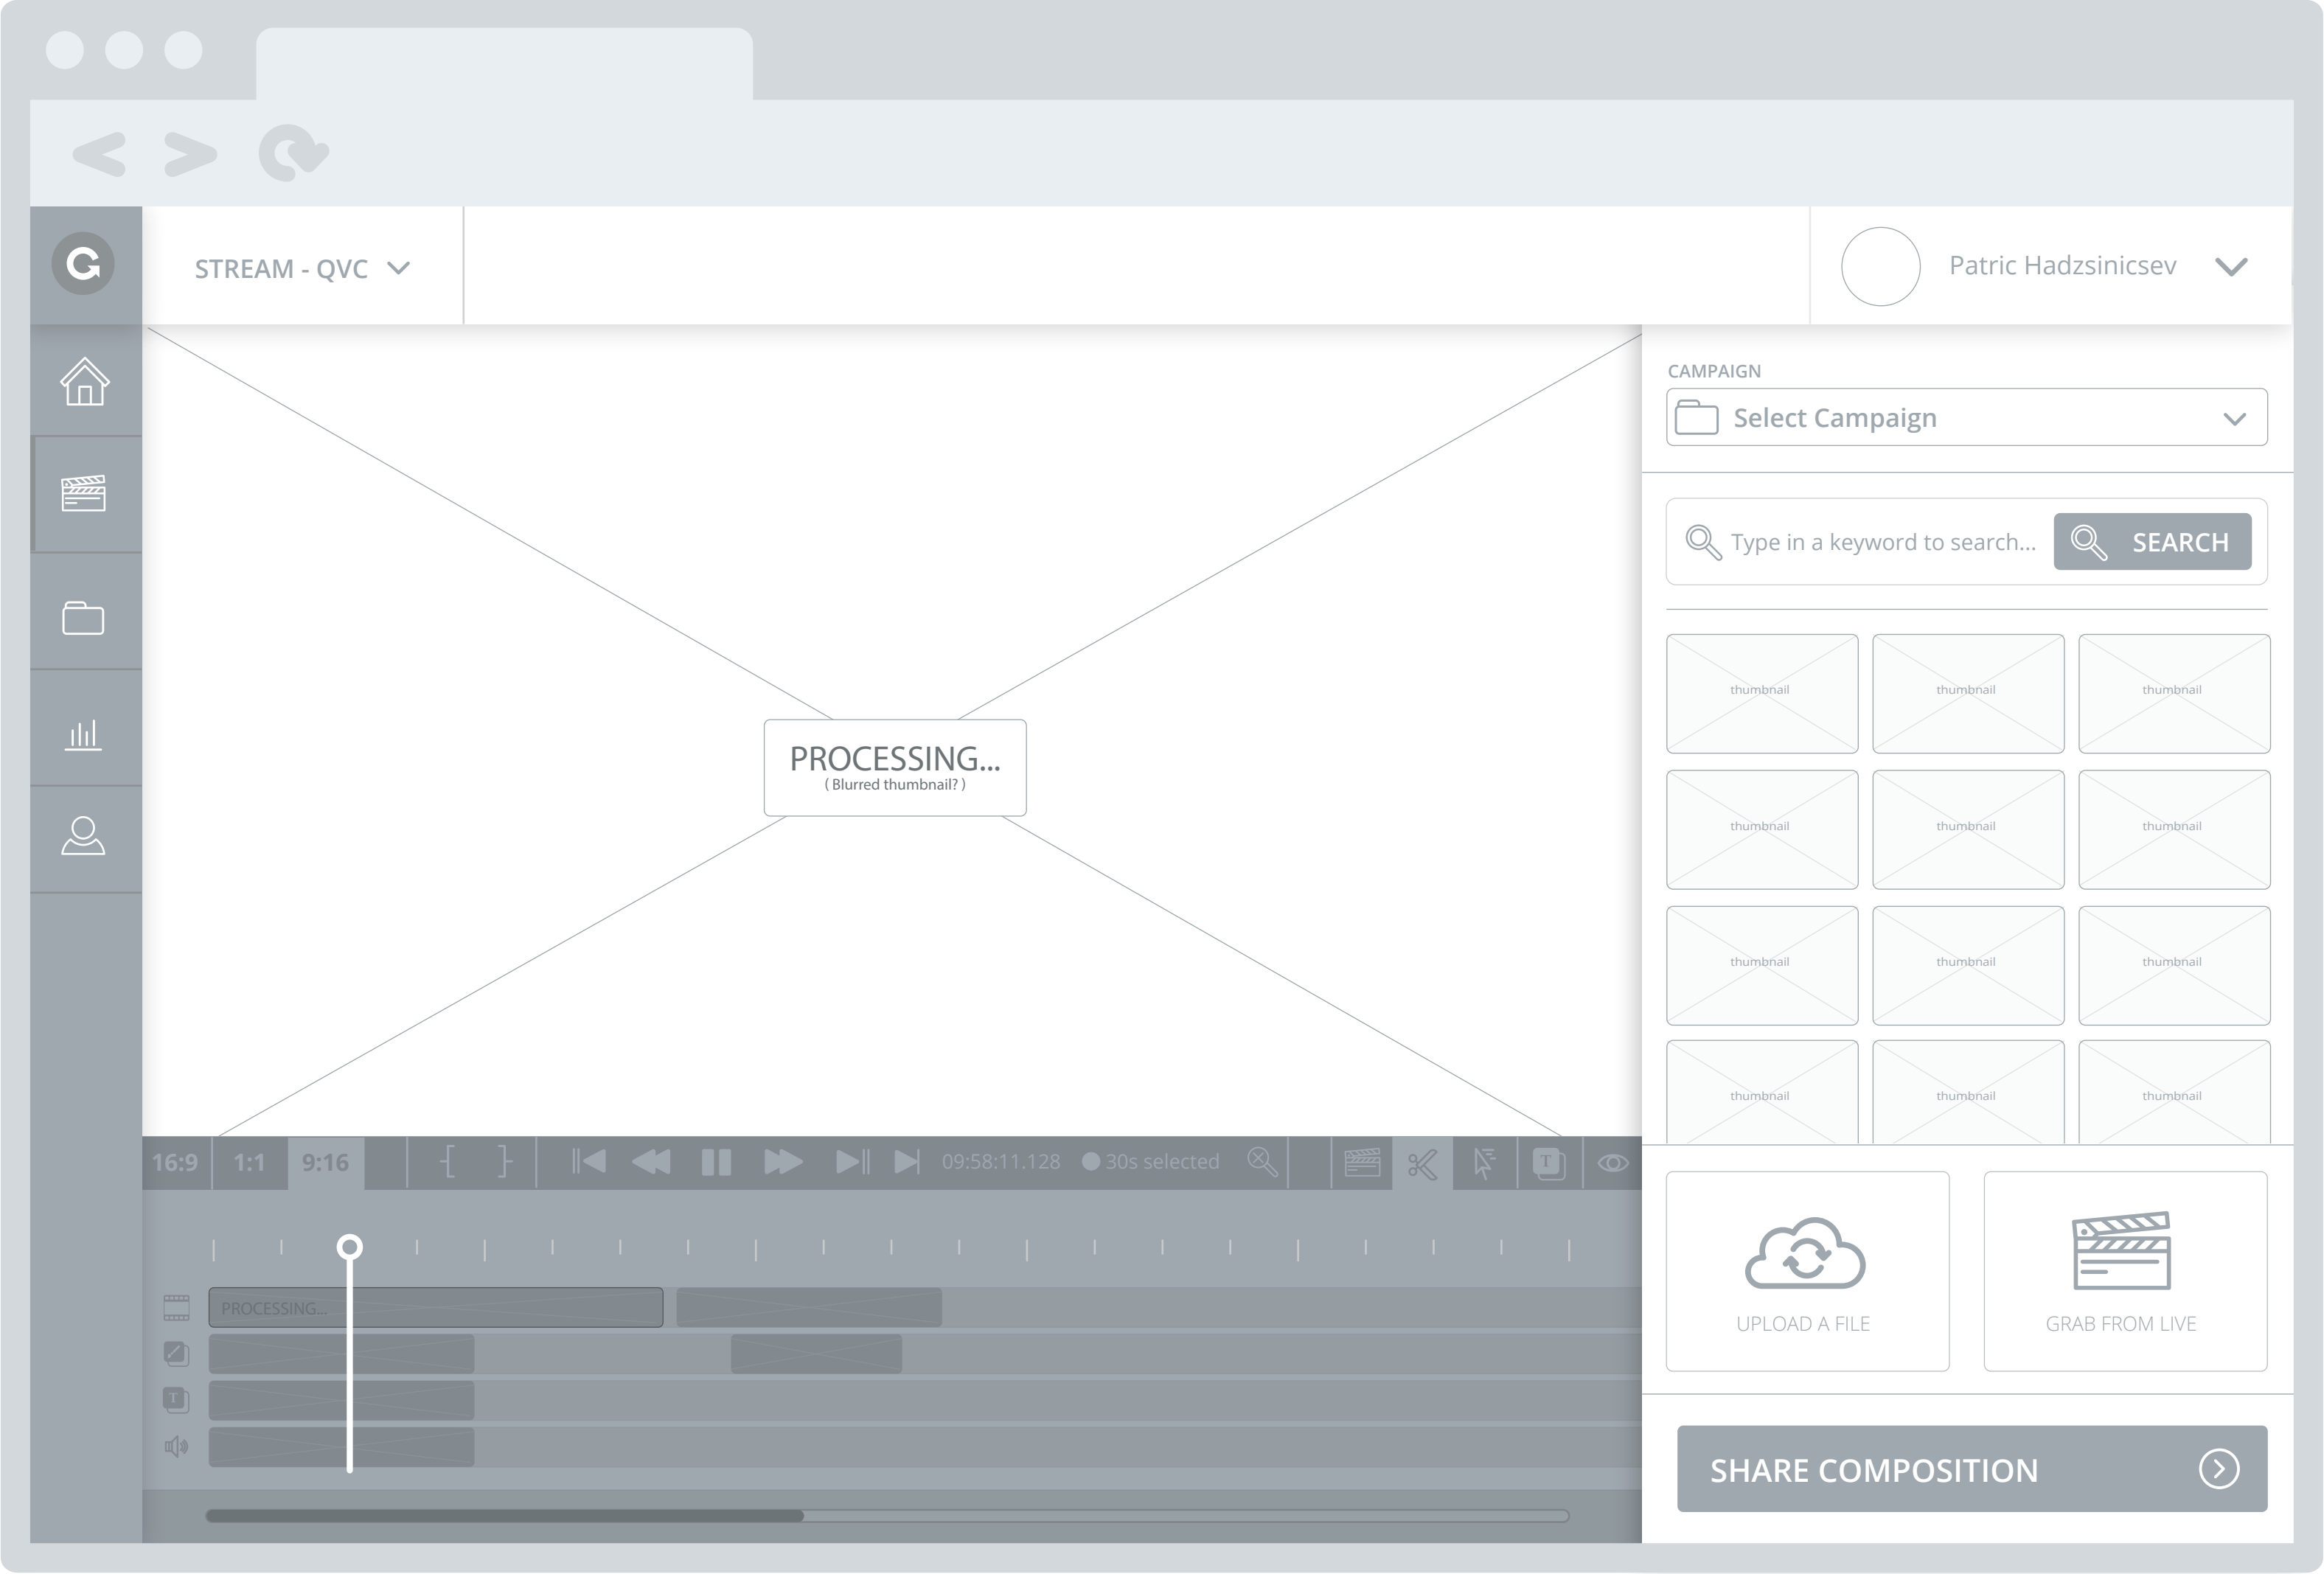 STREAM - QVC
Patric Hadzsinicsev
CAMPAIGN
Select Campaign
Type in a keyword to search...
SEARCH
thumbnail thumbnail thumbnail
PROCESSING...
( Blurred thumbnail? )
thumbnail thumbnail thumbnail
thumbnail thumbnail thumbnail
thumbnail thumbnail thumbnail
16:9 1:1 9:16 09:58:11.128 30s selected T
PROCESSING...
T
UPLOAD A FILE
GRAB FROM LIVE
SHARE COMPOSITION